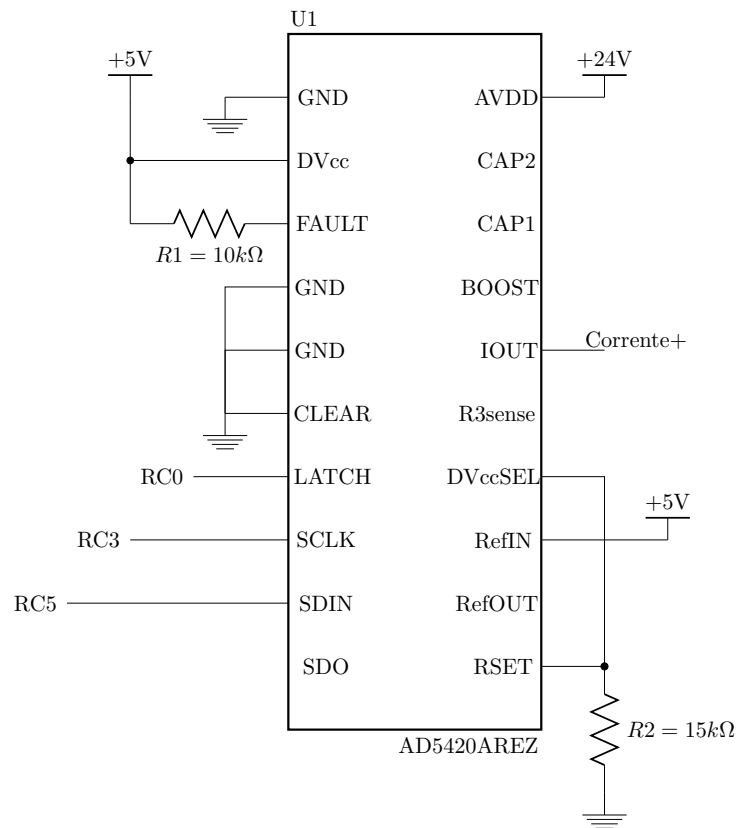 U1
+5V
+24V
GND
AVDD
DVcc
CAP2
FAULT
CAP1
R1 = 10kΩ
GND
BOOST
GND
IOUT
Corrente+
CLEAR
R3sense
RC0
LATCH
DVccSEL
+5V
RC3
SCLK
RefIN
RC5
SDIN
RefOUT
SDO
RSET
R2 = 15kΩ
AD5420AREZ